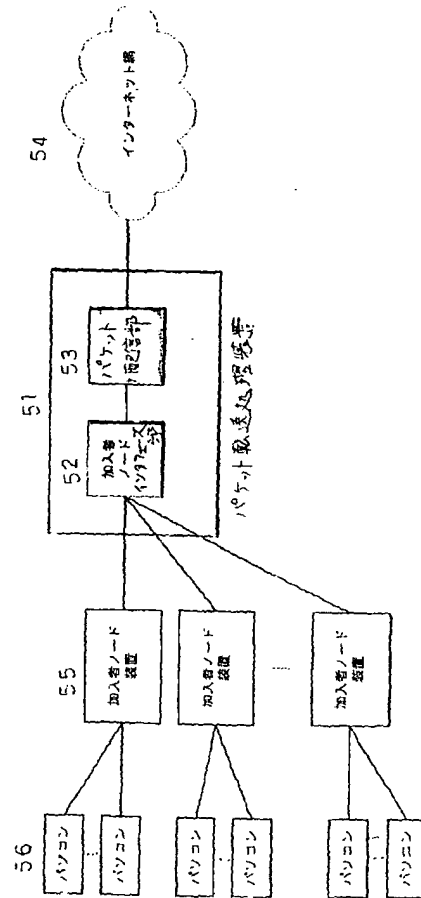 54
インターネット網
51
53
パケット
配信部
52
加入者
ノード
インタフェース
部
パケット転送処理装置
55
加入者ノード
装置
加入者ノード
装置
加入者ノード
装置
56
パソコン
パソコン
パソコン
パソコン
パソコン
パソコン